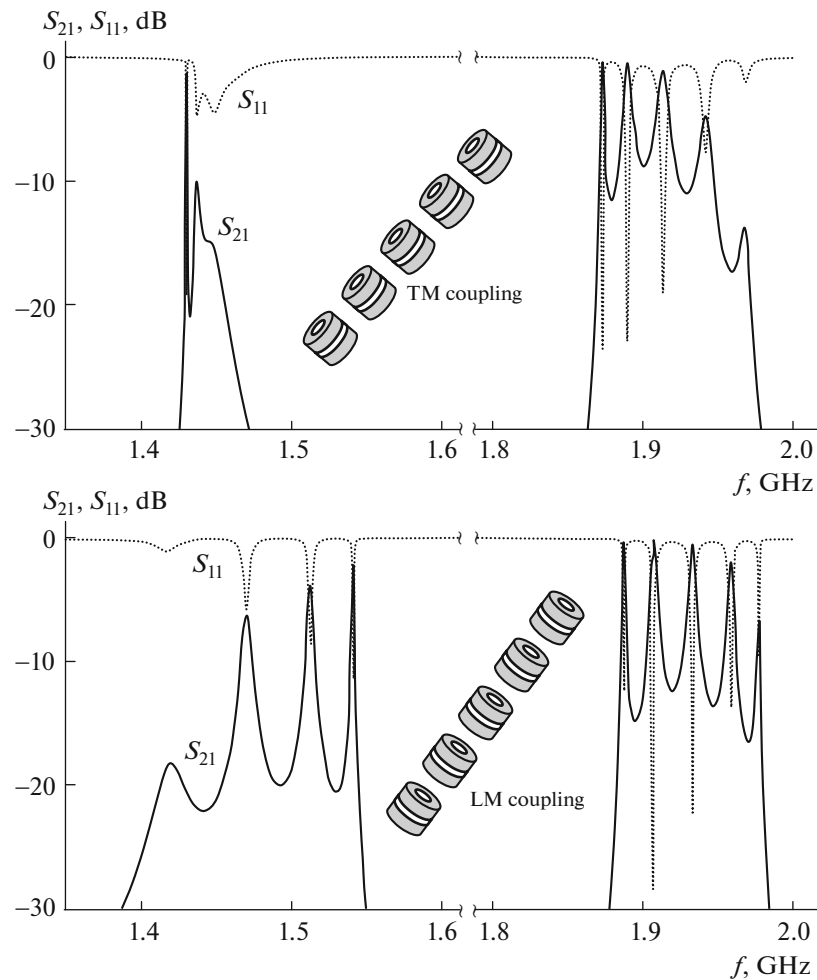 S21, S11, dB
0
−10
−20
−30
S11
S21
TM coupling
1.4
1.5
1.6
1.8
1.9
2.0
f, GHz
S21, S11, dB
0
−10
−20
−30
S11
S21
LM coupling
1.4
1.5
1.6
1.8
1.9
2.0
f, GHz